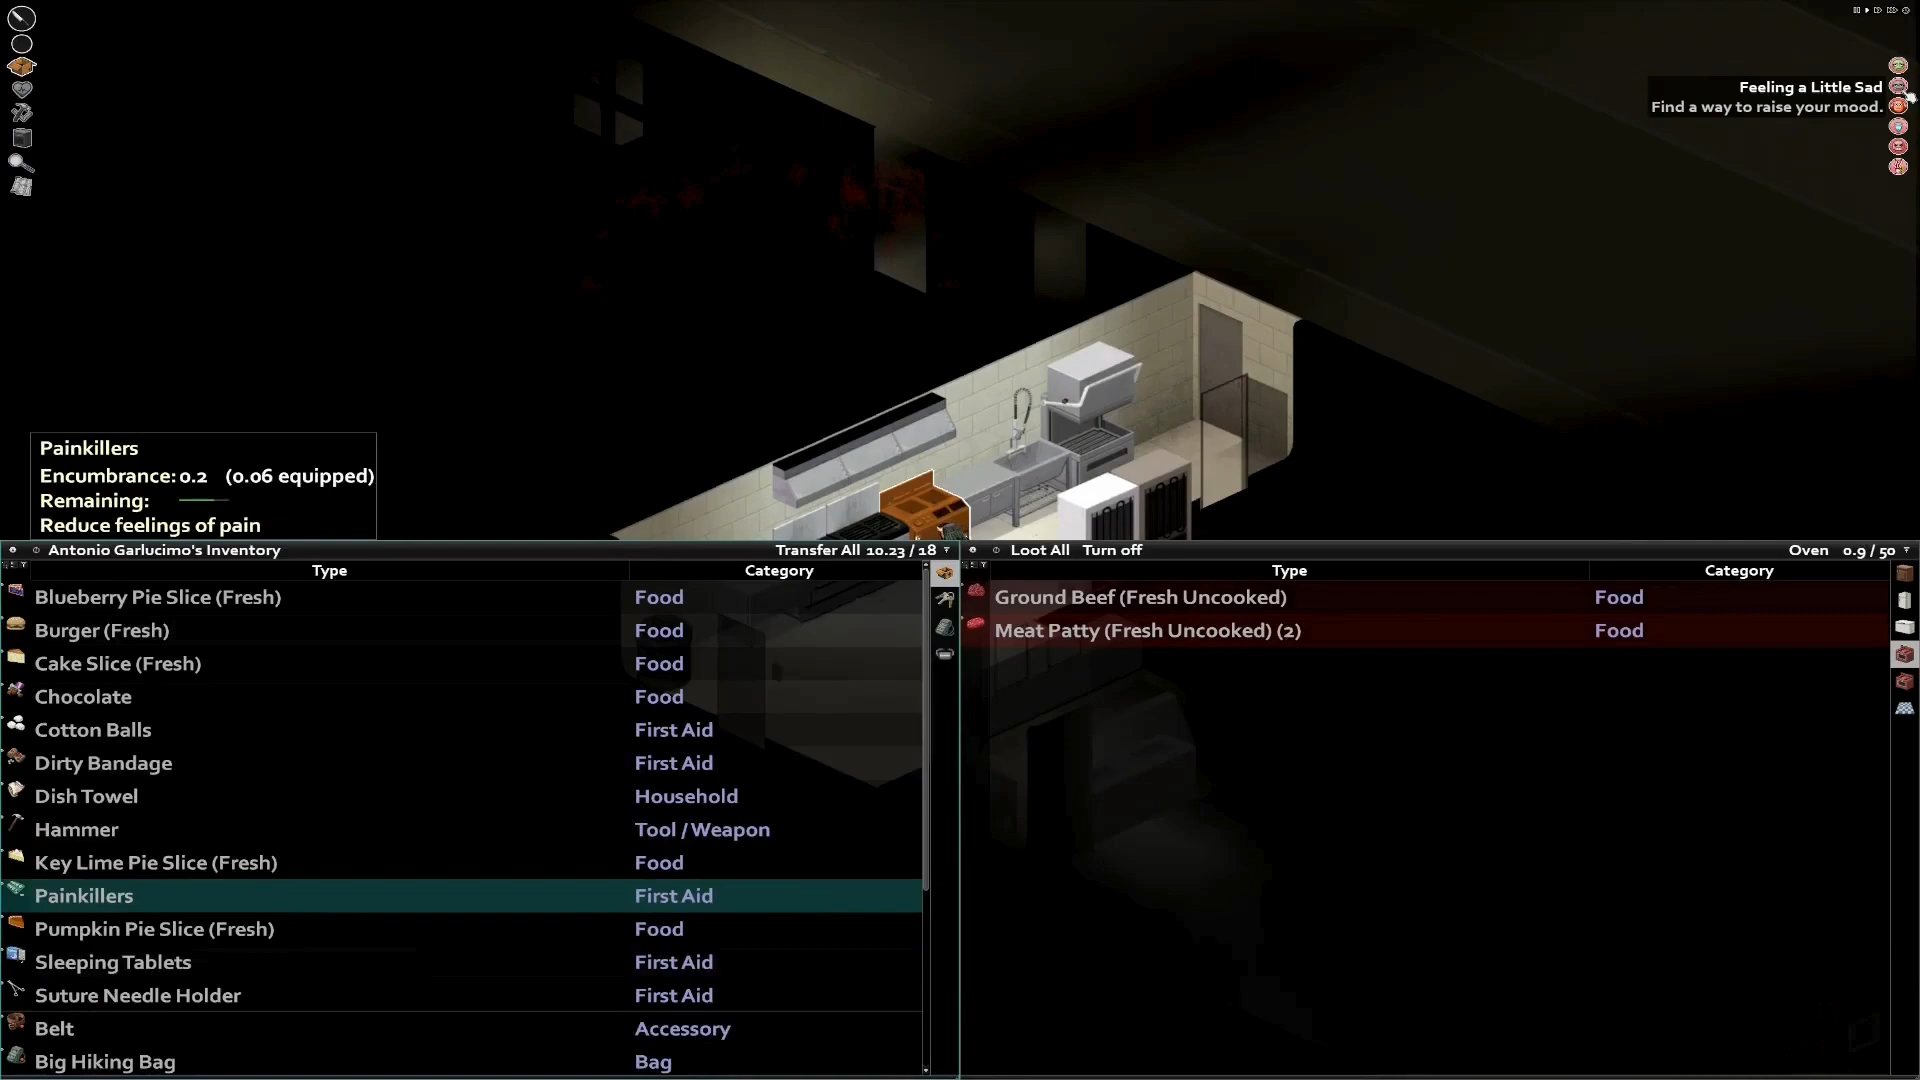 Feeling a Little Sad
Find a way to raise your mood.
Painkillers
Encumbrance: 0.2 (0.06 equipped)
Remaining:
Reduce feelings of pain
Antonio Garlucimo's Inventory Transfer All 10.23 / 18
Type Category
Blueberry Pie Slice (Fresh) Food
Burger (Fresh) Food
Cake Slice (Fresh) Food
Chocolate Food
Cotton Balls First Aid
Dirty Bandage First Aid
Dish Towel Household
Hammer Tool / Weapon
Key Lime Pie Slice (Fresh) Food
Painkillers First Aid
Pumpkin Pie Slice (Fresh) Food
Sleeping Tablets First Aid
Suture Needle Holder First Aid
Belt Accessory
Big Hiking Bag Bag
Loot All Turn off Oven 0.9 / 50
Type Category
Ground Beef (Fresh Uncooked) Food
Meat Patty (Fresh Uncooked) (2) Food